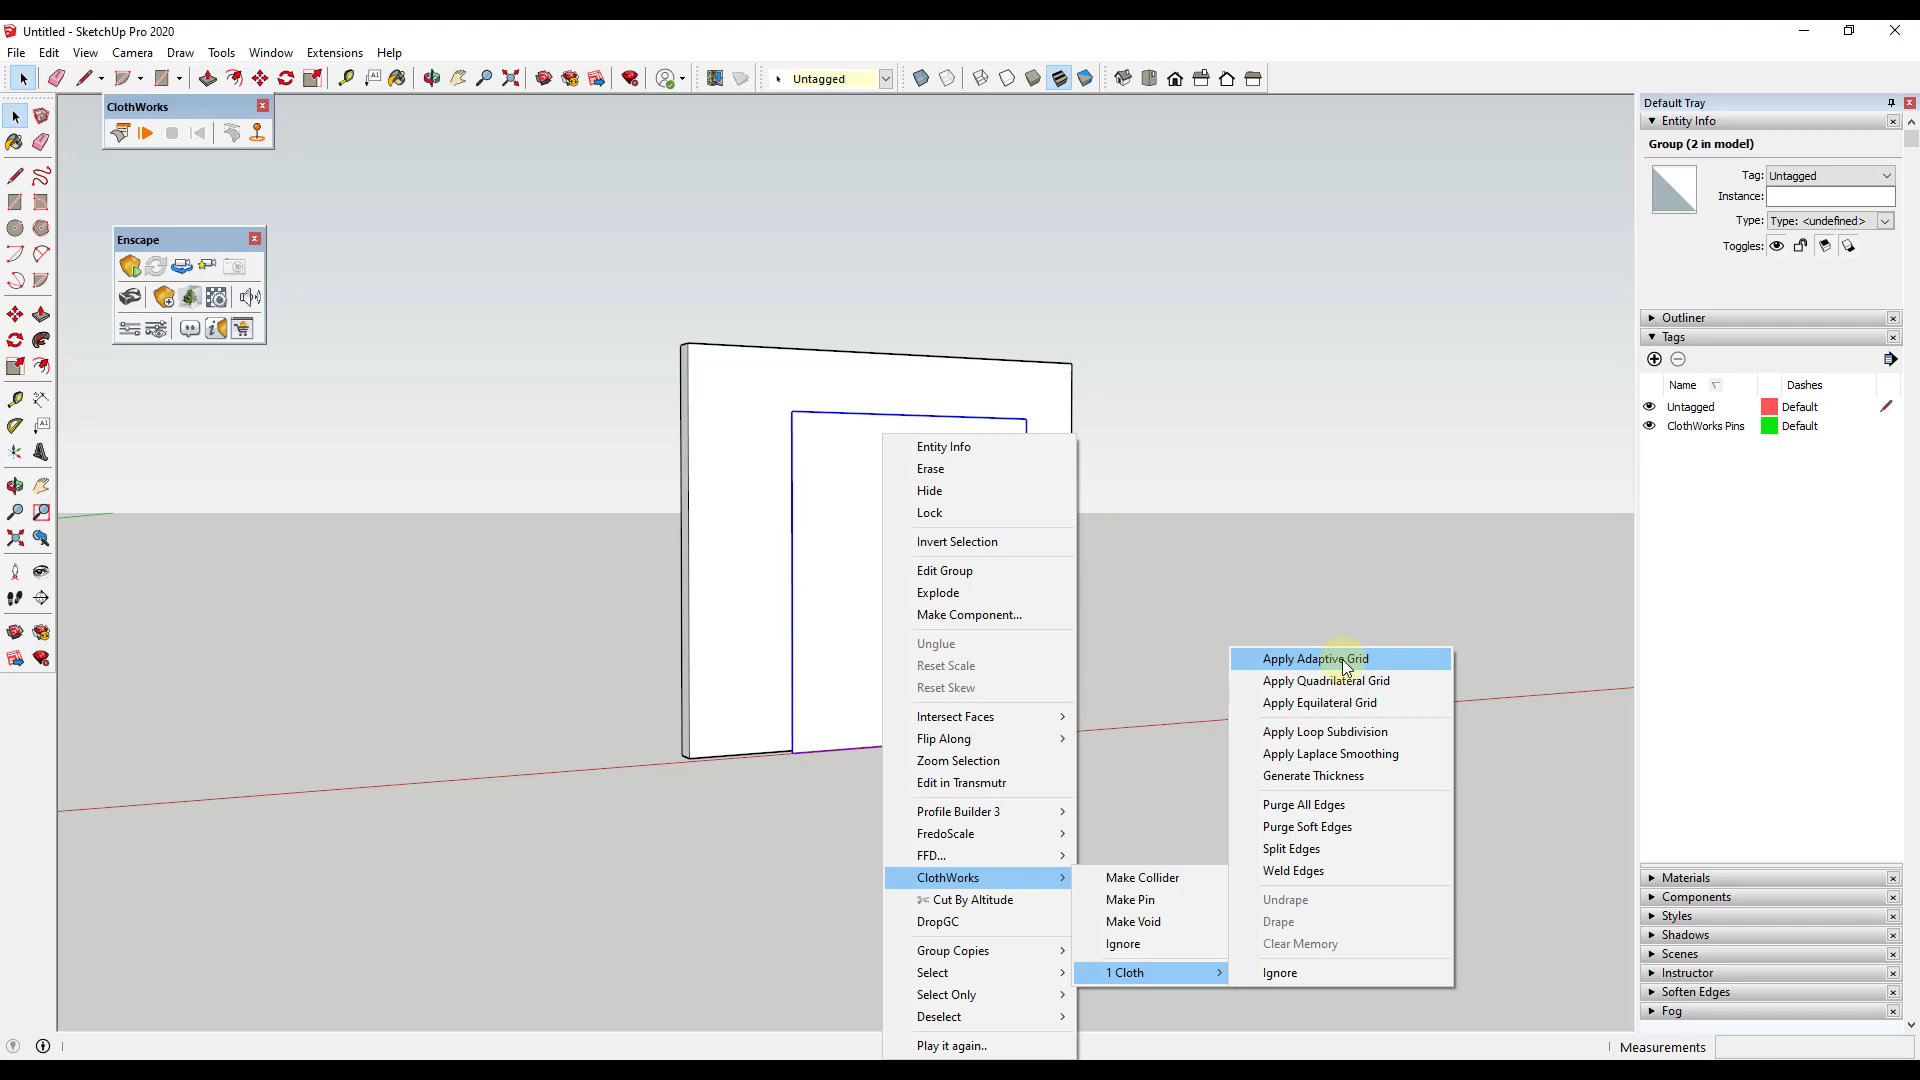 Untitled - SketchUp Pro 2020
File Edit View Camera Draw Tools Window Extensions Help
Untagged
ClothWorks
Enscape
Entity Info
Erase
Hide
Lock
Invert Selection
Edit Group
Explode
Make Component...
Unglue
Reset Scale
Reset Skew
Intersect Faces
Flip Along
Zoom Selection
Edit in Transmutr
Profile Builder 3
FredoScale
FFD...
ClothWorks
Cut By Altitude
DropGC
Group Copies
Select
Select Only
Deselect
Play it again..
Make Collider
Make Pin
Make Void
Ignore
1 Cloth
Apply Adaptive Grid
Apply Quadrilateral Grid
Apply Equilateral Grid
Apply Loop Subdivision
Apply Laplace Smoothing
Generate Thickness
Purge All Edges
Purge Soft Edges
Split Edges
Weld Edges
Undrape
Drape
Clear Memory
Ignore
Default Tray
Entity Info
Group (2 in model)
Tag: Untagged
Instance:
Type: Type: <undefined>
Toggles:
Outliner
Tags
Name Dashes
Untagged Default
ClothWorks Pins Default
Materials
Components
Styles
Shadows
Scenes
Instructor
Soften Edges
Fog
Measurements